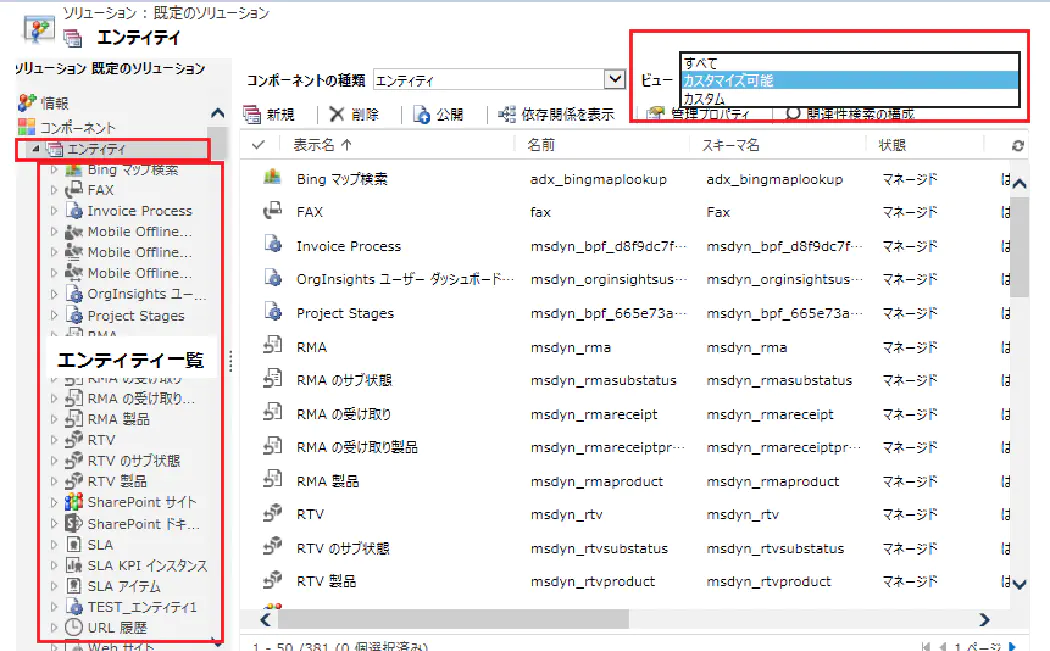 ソリューション : 既定のソリューション
エンティティ
ソリューション 既定のソリューション
情報
コンポーネント
エンティティ
Bing マップ検索
FAX
Invoice Process
Mobile Offline...
Mobile Offline...
Mobile Offline...
OrgInsights ユー...
Project Stages
RMA
エンティティ一覧
RMA の受け取り
RMA の受け取り...
RMA 製品
RTV
RTV のサブ状態
RTV 製品
SharePoint サイト
SharePoint ドキ...
SLA
SLA KPI インスタンス
SLA アイテム
TEST_エンティティ1
URL 履歴
Web サイト
コンポーネントの種類 エンティティ ビュー
すべて
カスタマイズ可能
カスタム
新規 削除 公開 依存関係を表示 管理プロパティ 関連性検索の構成
表示名 ↑ 名前 スキーマ名 状態
Bing マップ検索 adx_bingmaplookup adx_bingmaplookup マネージド は
FAX fax Fax マネージド は
Invoice Process msdyn_bpf_d8f9dc7f... msdyn_bpf_d8f9dc7f... マネージド は
OrgInsights ユーザー ダッシュボード... msdyn_orginsightsus... msdyn_orginsightsus... マネージド は
Project Stages msdyn_bpf_665e73a... msdyn_bpf_665e73a... マネージド は
RMA msdyn_rma msdyn_rma マネージド は
RMA のサブ状態 msdyn_rmasubstatus msdyn_rmasubstatus マネージド は
RMA の受け取り msdyn_rmareceipt msdyn_rmareceipt マネージド は
RMA の受け取り製品 msdyn_rmareceiptpr... msdyn_rmareceiptpr... マネージド は
RMA 製品 msdyn_rmaproduct msdyn_rmaproduct マネージド は
RTV msdyn_rtv msdyn_rtv マネージド は
RTV のサブ状態 msdyn_rtvsubstatus msdyn_rtvsubstatus マネージド は
RTV 製品 msdyn_rtvproduct msdyn_rtvproduct マネージド は
1 - 50 /381 (0 個選択済み) 1 ページ